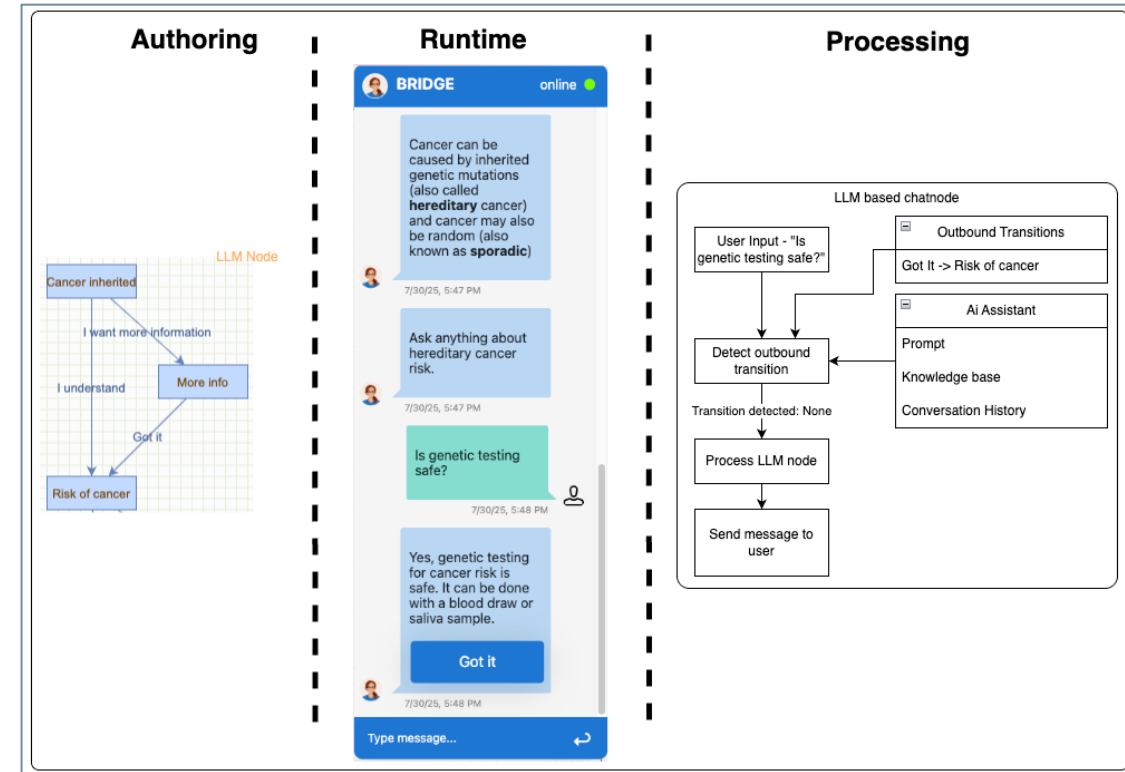 Authoring
Runtime
Processing
LLM Node
Cancer inherited
I want more information
I understand
More info
Got it
Risk of cancer
BRIDGE
online
Cancer can be
caused by inherited
genetic mutations
(also called
hereditary cancer)
and cancer may also
be random (also
known as sporadic)
7/30/25, 5:47 PM
Ask anything about
hereditary cancer
risk.
7/30/25, 5:47 PM
Is genetic testing
safe?
7/30/25, 5:48 PM
Yes, genetic testing
for cancer risk is
safe. It can be done
with a blood draw or
saliva sample.
Got it
7/30/25, 5:48 PM
Type message...
LLM based chatnode
User Input - "Is
genetic testing safe?"
Outbound Transitions
Got It -> Risk of cancer
Ai Assistant
Prompt
Knowledge base
Conversation History
Detect outbound
transition
Transition detected: None
Process LLM node
Send message to
user